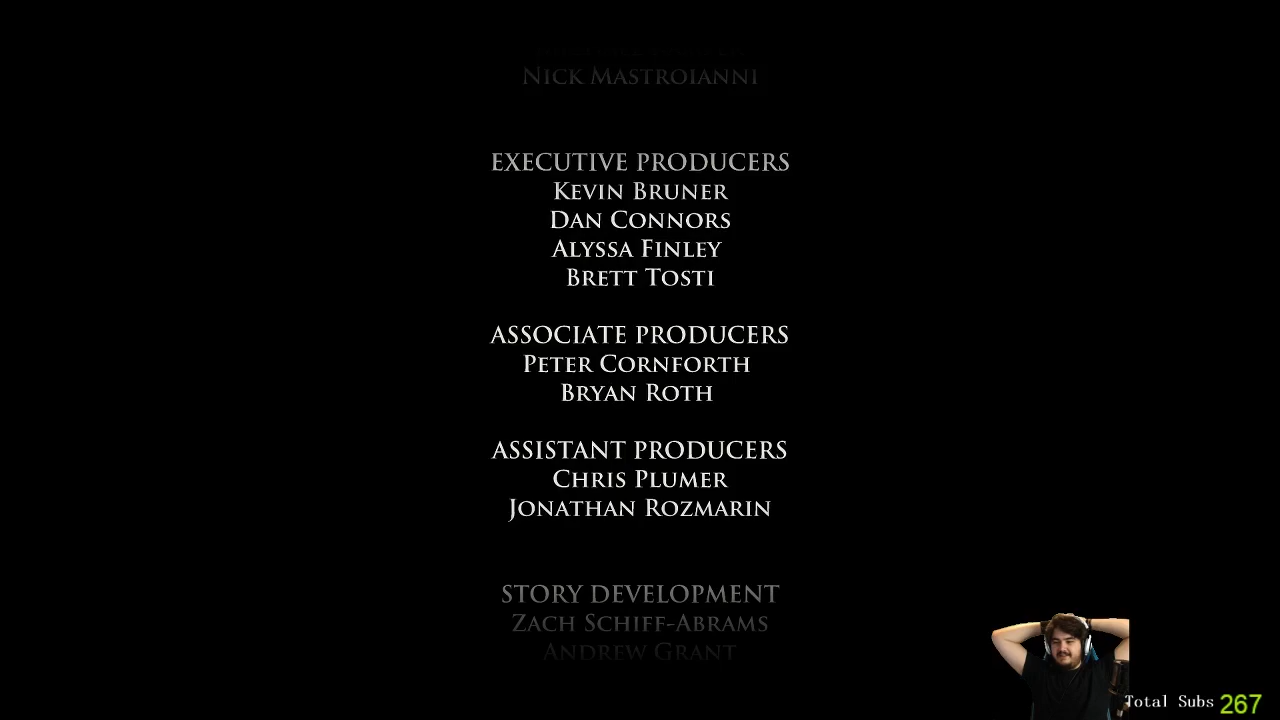 NICK MASTROIANNI
EXECUTIVE PRODUCERS
KEVIN BRUNER
DAN CONNORS
ALYSSA FINLEY
BRETT TOSTI
ASSOCIATE PRODUCERS
PETER CORNFORTH
BRYAN ROTH
ASSISTANT PRODUCERS
CHRIS PLUMER
JONATHAN ROZMARIN
STORY DEVELOPMENT
ZACH SCHIFF-ABRAMS
ANDREW GRANT
Total Subs 267